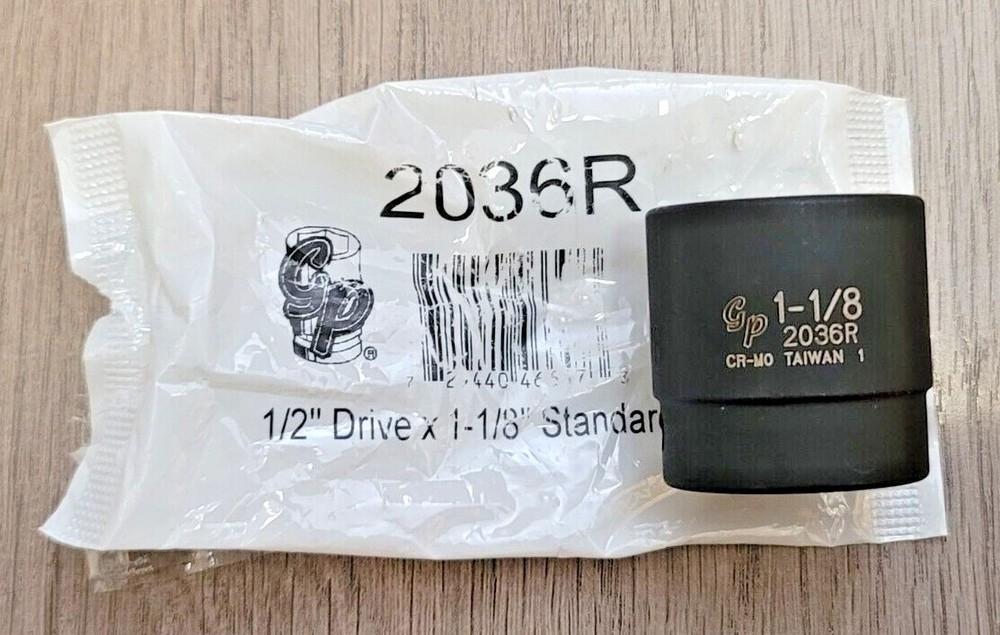 2036R
Gp ®
1/2" Drive x 1-1/8" Standard
Gp 1-1/8
2036R
CR-MO TAIWAN 1